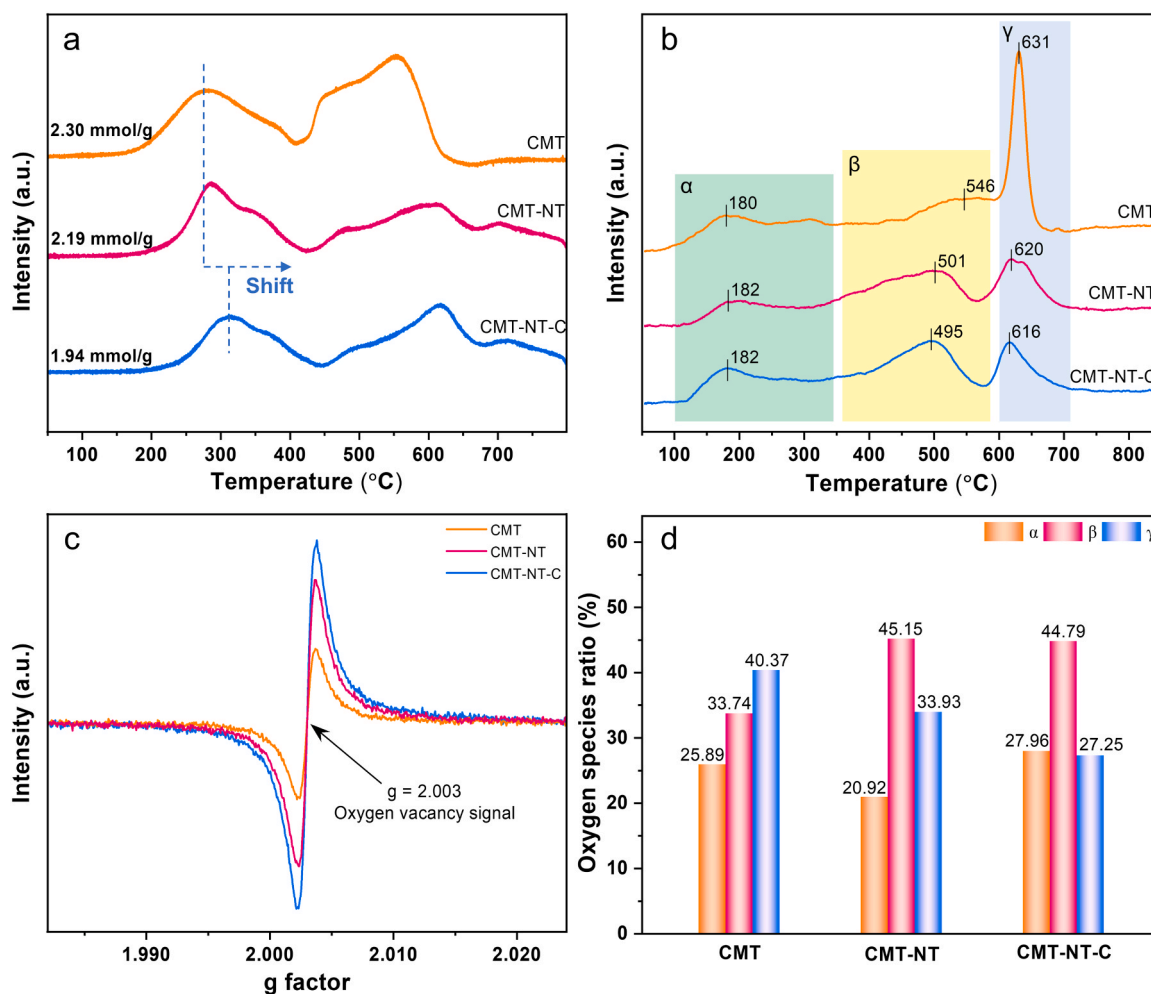 a
2.30 mmol/g
CMT
2.19 mmol/g
CMT-NT
Shift
1.94 mmol/g
CMT-NT-C
Intensity (a.u.)
100 200 300 400 500 600 700
Temperature (°C)
b
α
β
γ
180
546
631
CMT
182
501
620
CMT-NT
182
495
616
CMT-NT-C
Intensity (a.u.)
100 200 300 400 500 600 700 800
Temperature (°C)
c
CMT
CMT-NT
CMT-NT-C
g = 2.003
Oxygen vacancy signal
Intensity (a.u.)
1.990 2.000 2.010 2.020
g factor
d
α β γ
60
50
40
30
20
10
0
Oxygen species ratio (%)
25.89 33.74 40.37
20.92 45.15 33.93
27.96 44.79 27.25
CMT CMT-NT CMT-NT-C